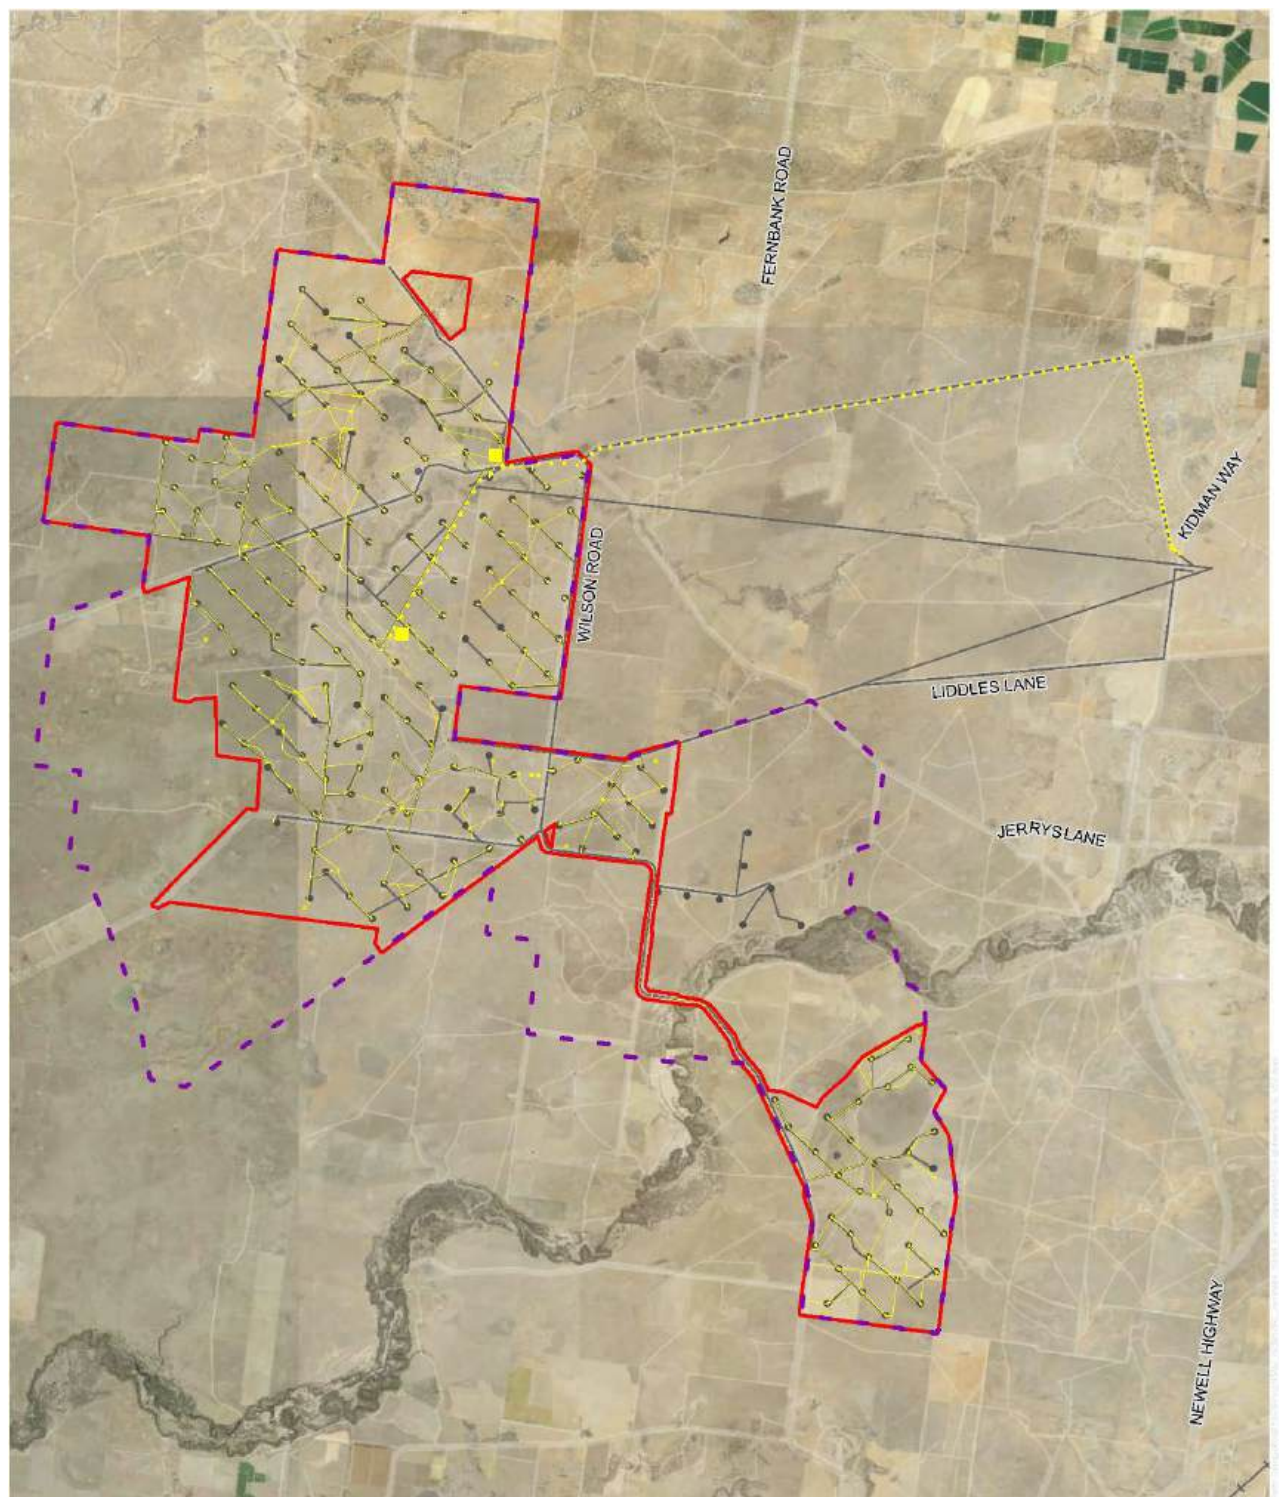 FERNBANK ROAD
KIDMAN WAY
WILSON ROAD
LIDDLES LANE
JERRYS LANE
NEWELL HIGHWAY